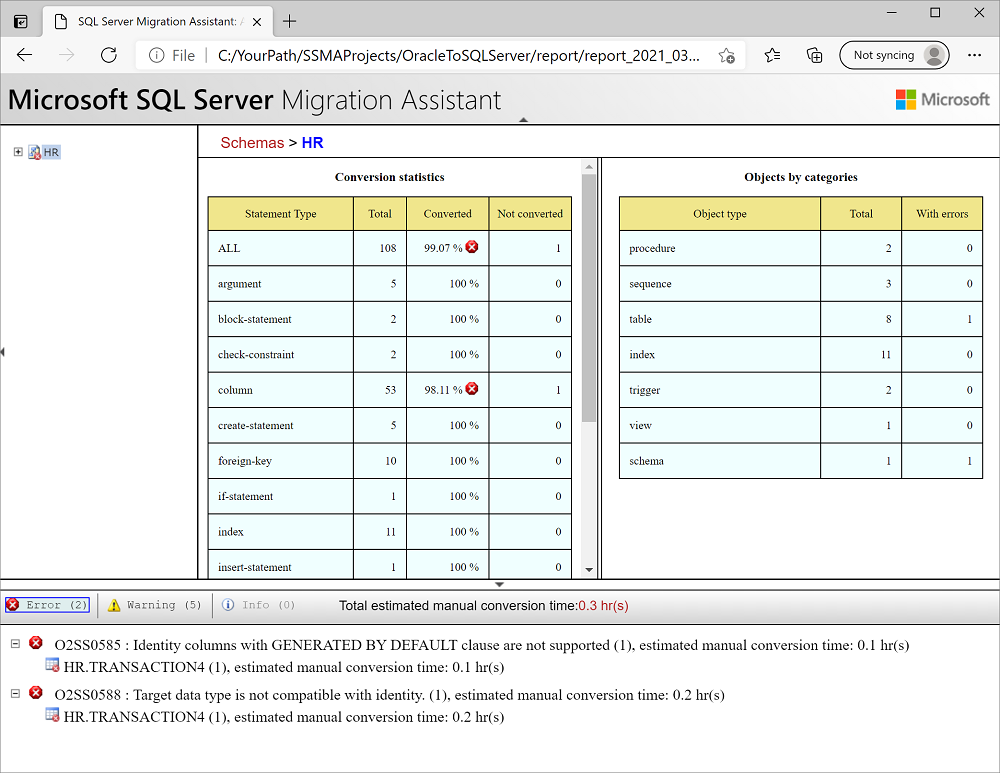 SQL Server Migration Assistant:
File
C:/YourPath/SSMAProjects/OracleToSQLServer/report/report_2021_03...
Not syncing
Microsoft SQL Server Migration Assistant
Microsoft
HR
Schemas > HR
Conversion statistics
Statement Type Total Converted Not converted
ALL 108 99.07 % 1
argument 5 100 % 0
block-statement 2 100 % 0
check-constraint 2 100 % 0
column 53 98.11 % 1
create-statement 5 100 % 0
foreign-key 10 100 % 0
if-statement 1 100 % 0
index 11 100 % 0
insert-statement 1 100 % 0
Objects by categories
Object type Total With errors
procedure 2 0
sequence 3 0
table 8 1
index 11 0
trigger 2 0
view 1 0
schema 1 1
Error (2) Warning (5) Info (0) Total estimated manual conversion time:0.3 hr(s)
O2SS0585 : Identity columns with GENERATED BY DEFAULT clause are not supported (1), estimated manual conversion time: 0.1 hr(s)
HR.TRANSACTION4 (1), estimated manual conversion time: 0.1 hr(s)
O2SS0588 : Target data type is not compatible with identity. (1), estimated manual conversion time: 0.2 hr(s)
HR.TRANSACTION4 (1), estimated manual conversion time: 0.2 hr(s)